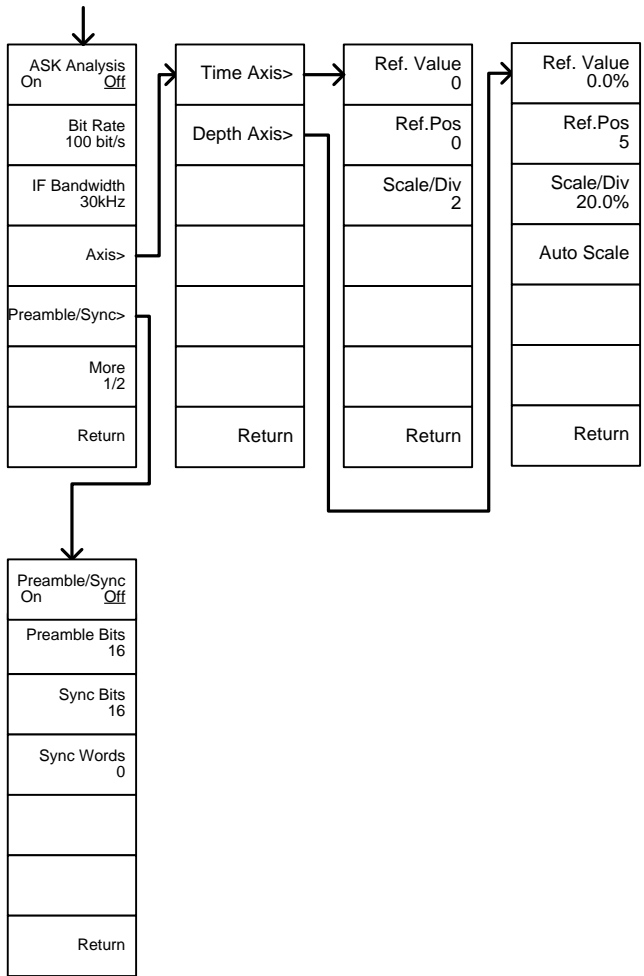 ASK Analysis
On Off
Bit Rate
100 bit/s
IF Bandwidth
30kHz
Axis>
Preamble/Sync>
More
1/2
Return
Time Axis>
Depth Axis>
Return
Ref. Value
0
Ref.Pos
0
Scale/Div
2
Return
Ref. Value
0.0%
Ref.Pos
5
Scale/Div
20.0%
Auto Scale
Return
Preamble/Sync
On Off
Preamble Bits
16
Sync Bits
16
Sync Words
0
Return